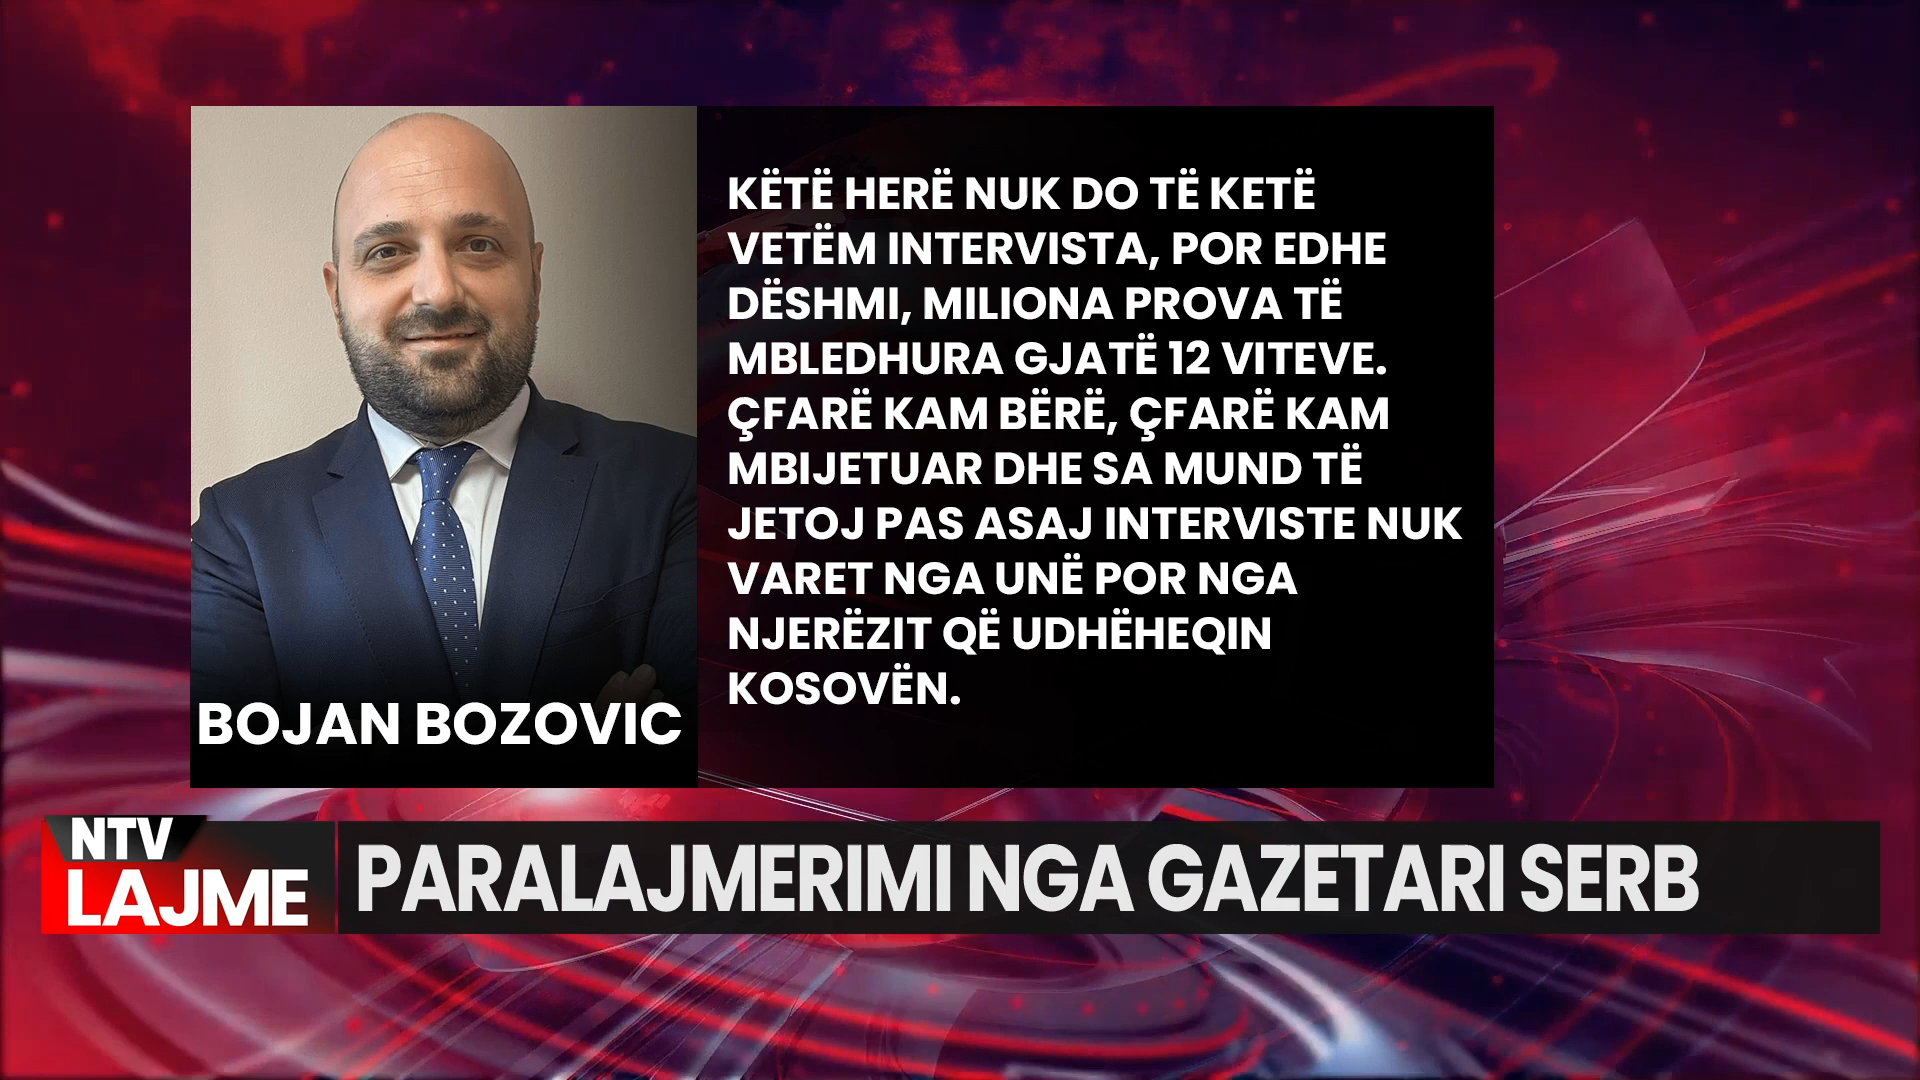 KËTË HERË NUK DO TË KETË
VETËM INTERVISTA, POR EDHE
DËSHMI, MILIONA PROVA TË
MBLEDHURA GJATË 12 VITEVE.
ÇFARË KAM BËRË, ÇFARË KAM
MBIJETUAR DHE SA MUND TË
JETOJ PAS ASAJ INTERVISTE NUK
VARET NGA UNË POR NGA
NJERËZIT QË UDHËHEQIN
KOSOVËN.
BOJAN BOZOVIC
NTV
LAJME
PARALAJMERIMI NGA GAZETARI SERB